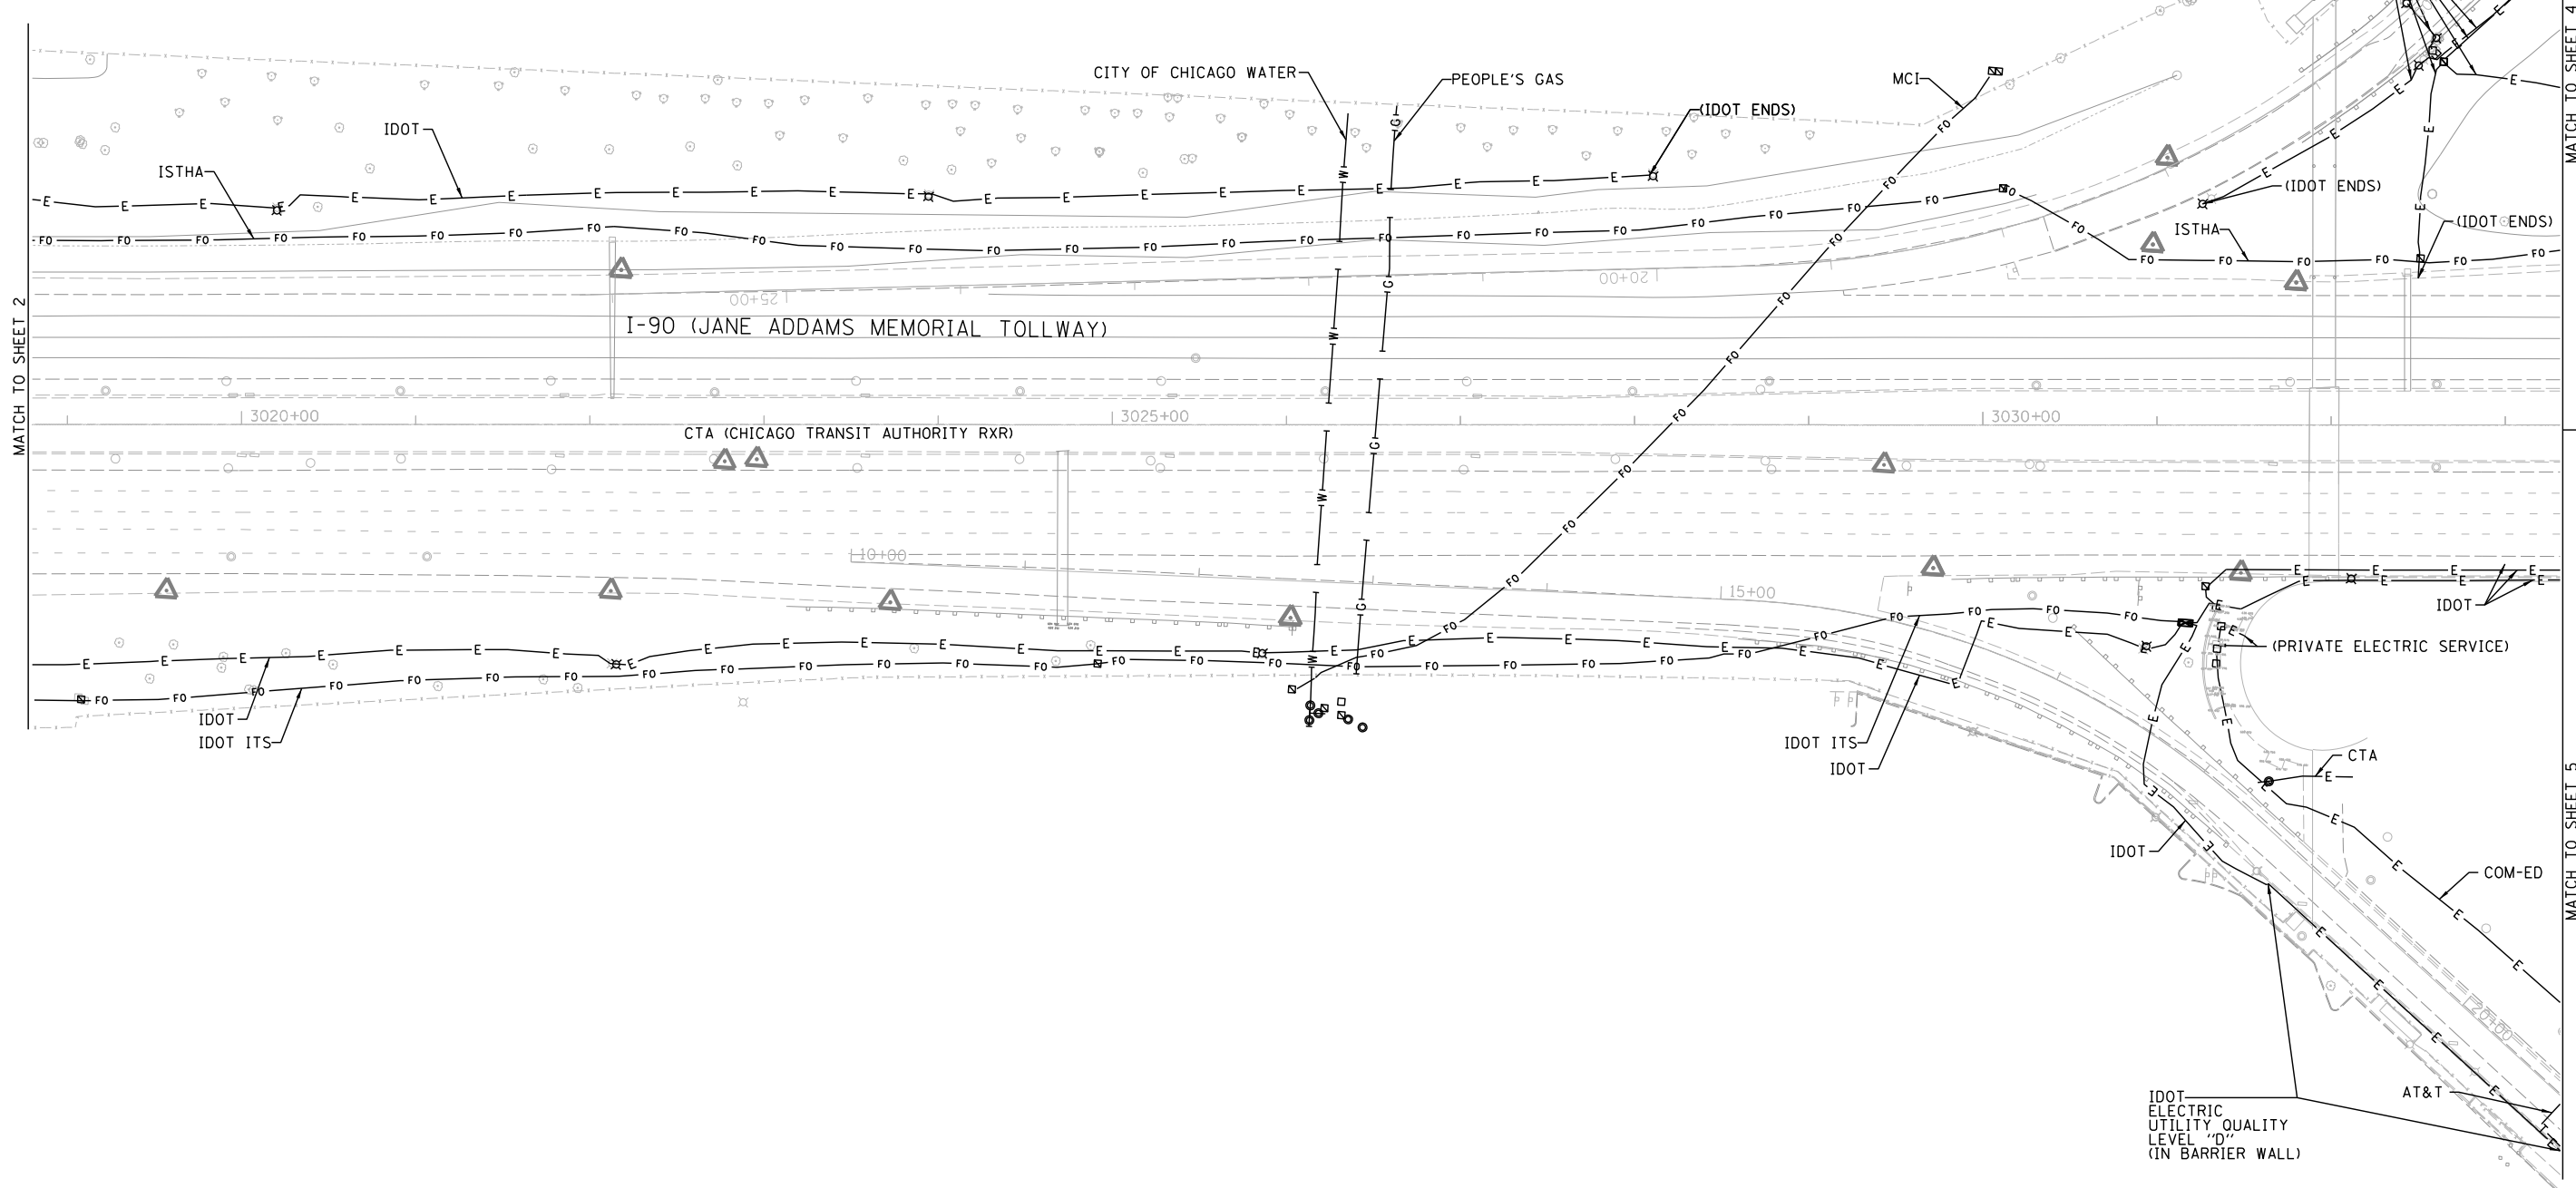 MATCH TO SHEET 2
MATCH TO SHEET 4
MATCH TO SHEET 5
CITY OF CHICAGO WATER
PEOPLE'S GAS
MCI
(IDOT ENDS)
IDOT
ISTHA
(IDOT ENDS)
(IDOT ENDS)
ISTHA
20+00
25+00
I-90 (JANE ADDAMS MEMORIAL TOLLWAY)
3020+00
3025+00
3030+00
CTA (CHICAGO TRANSIT AUTHORITY RXR)
10+00
15+00
IDOT
(PRIVATE ELECTRIC SERVICE)
IDOT
IDOT ITS
IDOT ITS
IDOT
CTA
IDOT
COM-ED
20+00
AT&T
IDOT
ELECTRIC
UTILITY QUALITY
LEVEL "D"
(IN BARRIER WALL)